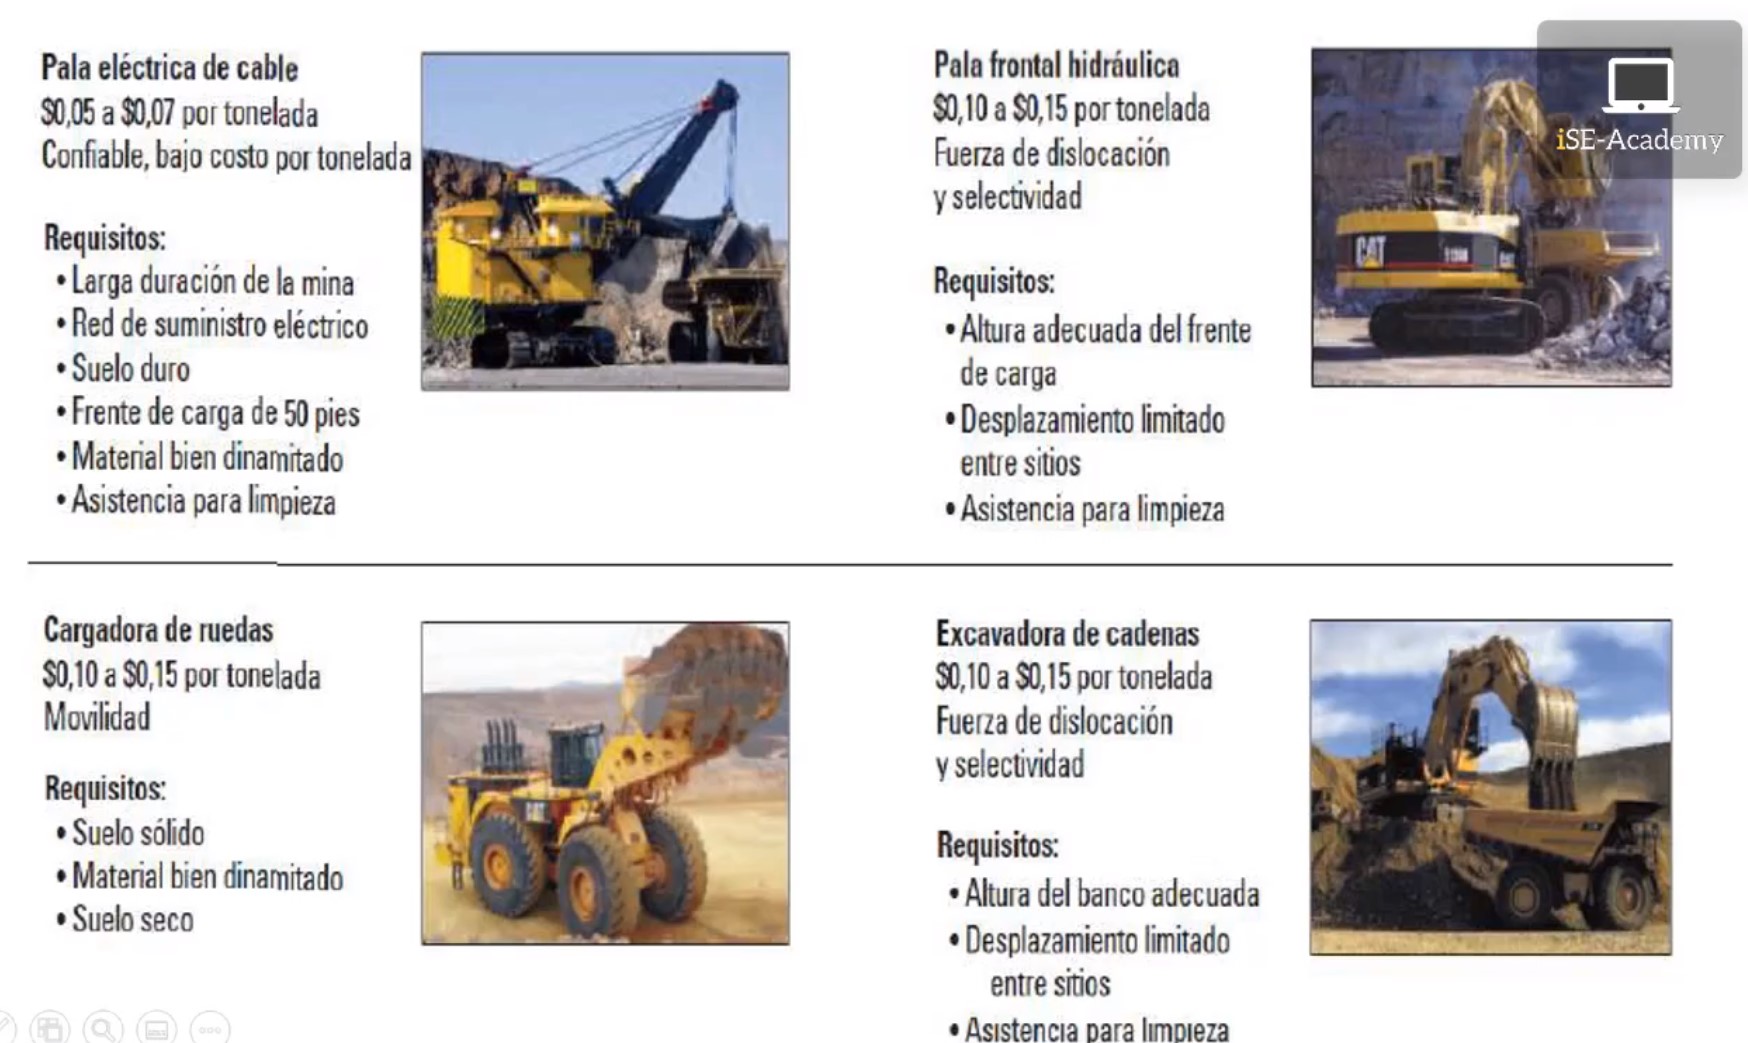 Pala eléctrica de cable
$0,05 a $0,07 por tonelada
Confiable, bajo costo por tonelada
Requisitos:
• Larga duración de la mina
• Red de suministro eléctrico
• Suelo duro
• Frente de carga de 50 pies
• Material bien dinamitado
• Asistencia para limpieza
Pala frontal hidráulica
$0,10 a $0,15 por tonelada
Fuerza de dislocación
y selectividad
Requisitos:
• Altura adecuada del frente
de carga
• Desplazamiento limitado
entre sitios
• Asistencia para limpieza
CAT
iSE-Academy
Cargadora de ruedas
$0,10 a $0,15 por tonelada
Movilidad
Requisitos:
• Suelo sólido
• Material bien dinamitado
• Suelo seco
CAT
Excavadora de cadenas
$0,10 a $0,15 por tonelada
Fuerza de dislocación
y selectividad
Requisitos:
• Altura del banco adecuada
• Desplazamiento limitado
entre sitios
• Asistencia para limpieza